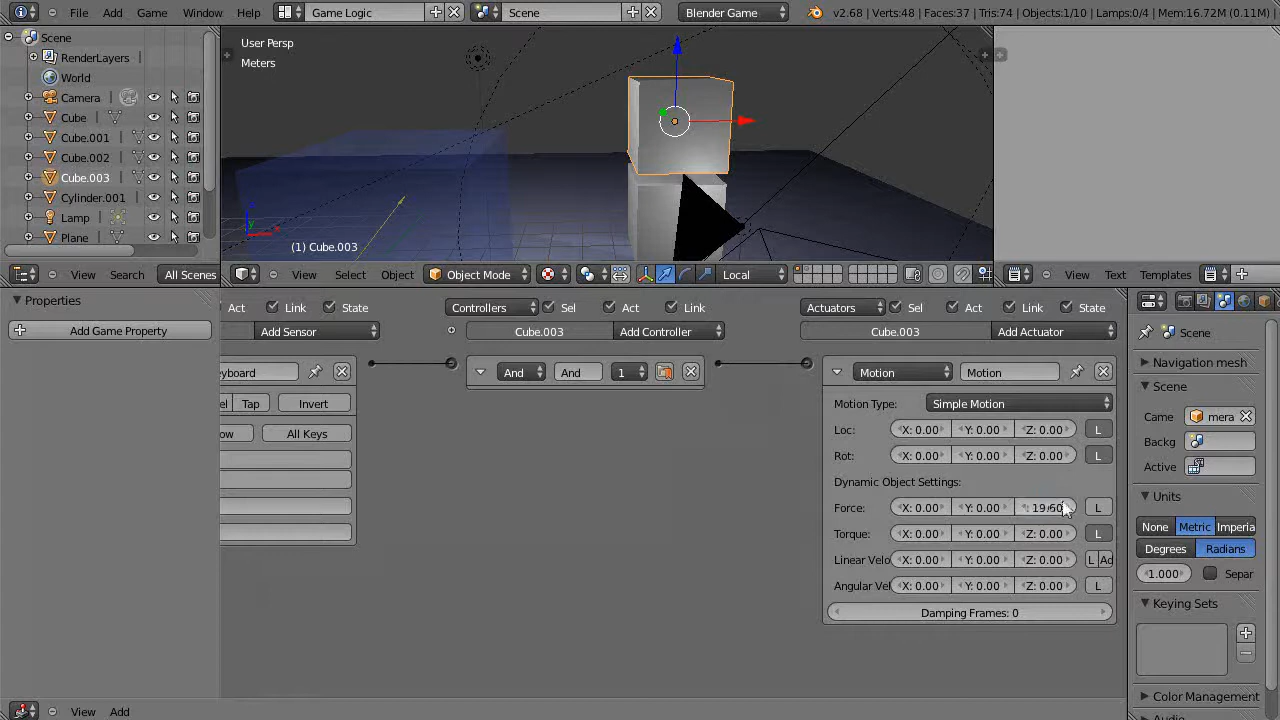 File Add Game Window Help Game Logic Scene Blender Game v2.68 | Verts:48 | Faces:37 | Tris:74 | Objects:1/10 | Lamps:0/4 | Mem:16.72M (0.11M) |
Scene
RenderLayers
World
Camera
Cube
Cube.001
Cube.002
Cube.003
Cylinder.001
Lamp
Plane
View Search All Scenes
User Persp
Meters
(1) Cube.003
View Select Object Object Mode Local
View Text Templates
Properties
Add Game Property
Act Link State
Add Sensor
eyboard
el Tap Invert
ow All Keys
Controllers Sel Act Link
Cube.003 Add Controller
And And 1
Actuators Sel Act Link State
Cube.003 Add Actuator
Motion Motion
Motion Type: Simple Motion
Loc: X: 0.00 Y: 0.00 Z: 0.00 L
Rot: X: 0.00 Y: 0.00 Z: 0.00 L
Dynamic Object Settings:
Force: X: 0.00 Y: 0.00 : 19.60 L
Torque: X: 0.00 Y: 0.00 Z: 0.00 L
Linear Velo X: 0.00 Y: 0.00 Z: 0.00 L Ad
Angular Vel X: 0.00 Y: 0.00 Z: 0.00 L
Damping Frames: 0
Scene
Navigation mesh
Scene
Came mera
Backg
Active
Units
None Metric Imperia
Degrees Radians
1.000 Separ
Keying Sets
Color Management
View Add